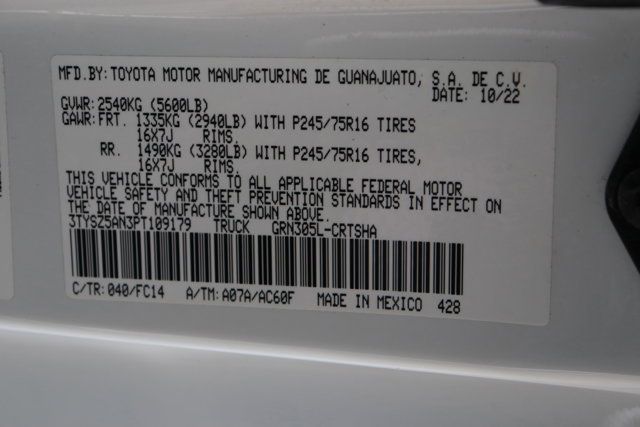 MFD.BY:TOYOTA MOTOR MANUFACTURING DE GUANAJUATO, S.A. DE C.V.
DATE: 10/22
GVWR:2540KG (5600LB)
GAWR:FRT. 1335KG (2940LB) WITH P245/75R16 TIRES
16X7J RIMS,
RR. 1490KG (3280LB) WITH P245/75R16 TIRES,
16X7J RIMS.
THIS VEHICLE CONFORMS TO ALL APPLICABLE FEDERAL MOTOR
VEHICLE SAFETY AND THEFT PREVENTION STANDARDS IN EFFECT ON
THE DATE OF MANUFACTURE SHOWN ABOVE.
3TYSZ5AN3PT109179 TRUCK GRN305L-CRTSHA
C/TR:040/FC14 A/TM:A07A/AC60F MADE IN MEXICO 428